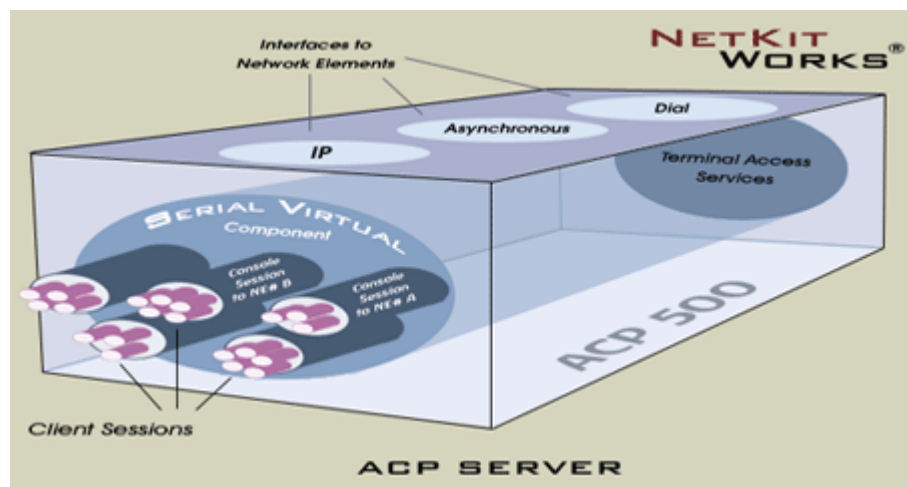 Interfaces to
Network Elements
NETKIT
WORKS®
Dial
Asynchronous
IP
Terminal Access
Services
SERIAL VIRTUAL
Component
Console
Session
to NE# B
Console
Session
to NE# A
ACP 500
Client Sessions
ACP SERVER